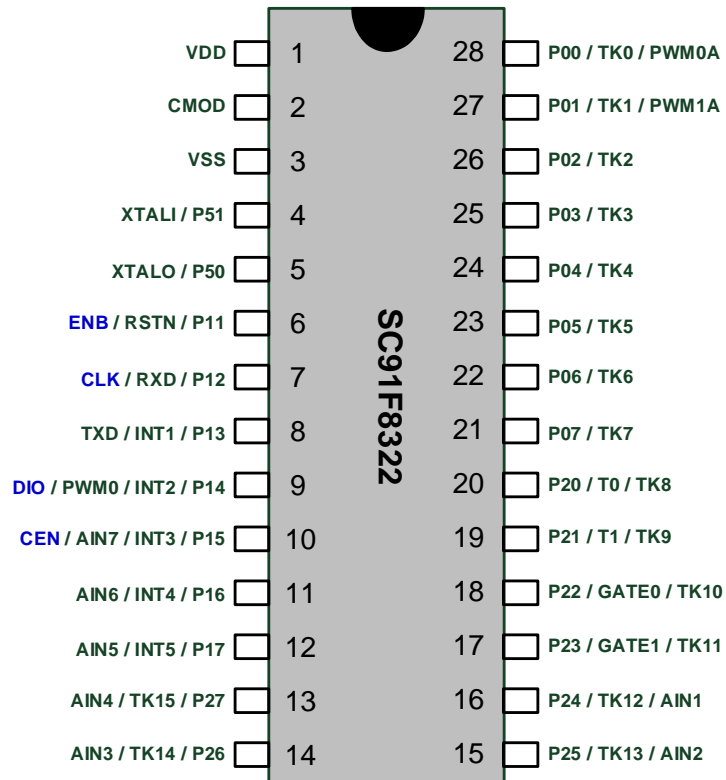 VDD 1 28 P00 / TK0 / PWM0A
CMOD 2 27 P01 / TK1 / PWM1A
VSS 3 26 P02 / TK2
XTALI / P51 4 25 P03 / TK3
XTALO / P50 5 24 P04 / TK4
ENB / RSTN / P11 6 23 P05 / TK5
CLK / RXD / P12 7 22 P06 / TK6
TXD / INT1 / P13 8 21 P07 / TK7
DIO / PWM0 / INT2 / P14 9 20 P20 / T0 / TK8
CEN / AIN7 / INT3 / P15 10 19 P21 / T1 / TK9
AIN6 / INT4 / P16 11 18 P22 / GATE0 / TK10
AIN5 / INT5 / P17 12 17 P23 / GATE1 / TK11
AIN4 / TK15 / P27 13 16 P24 / TK12 / AIN1
AIN3 / TK14 / P26 14 15 P25 / TK13 / AIN2
SC91F8322